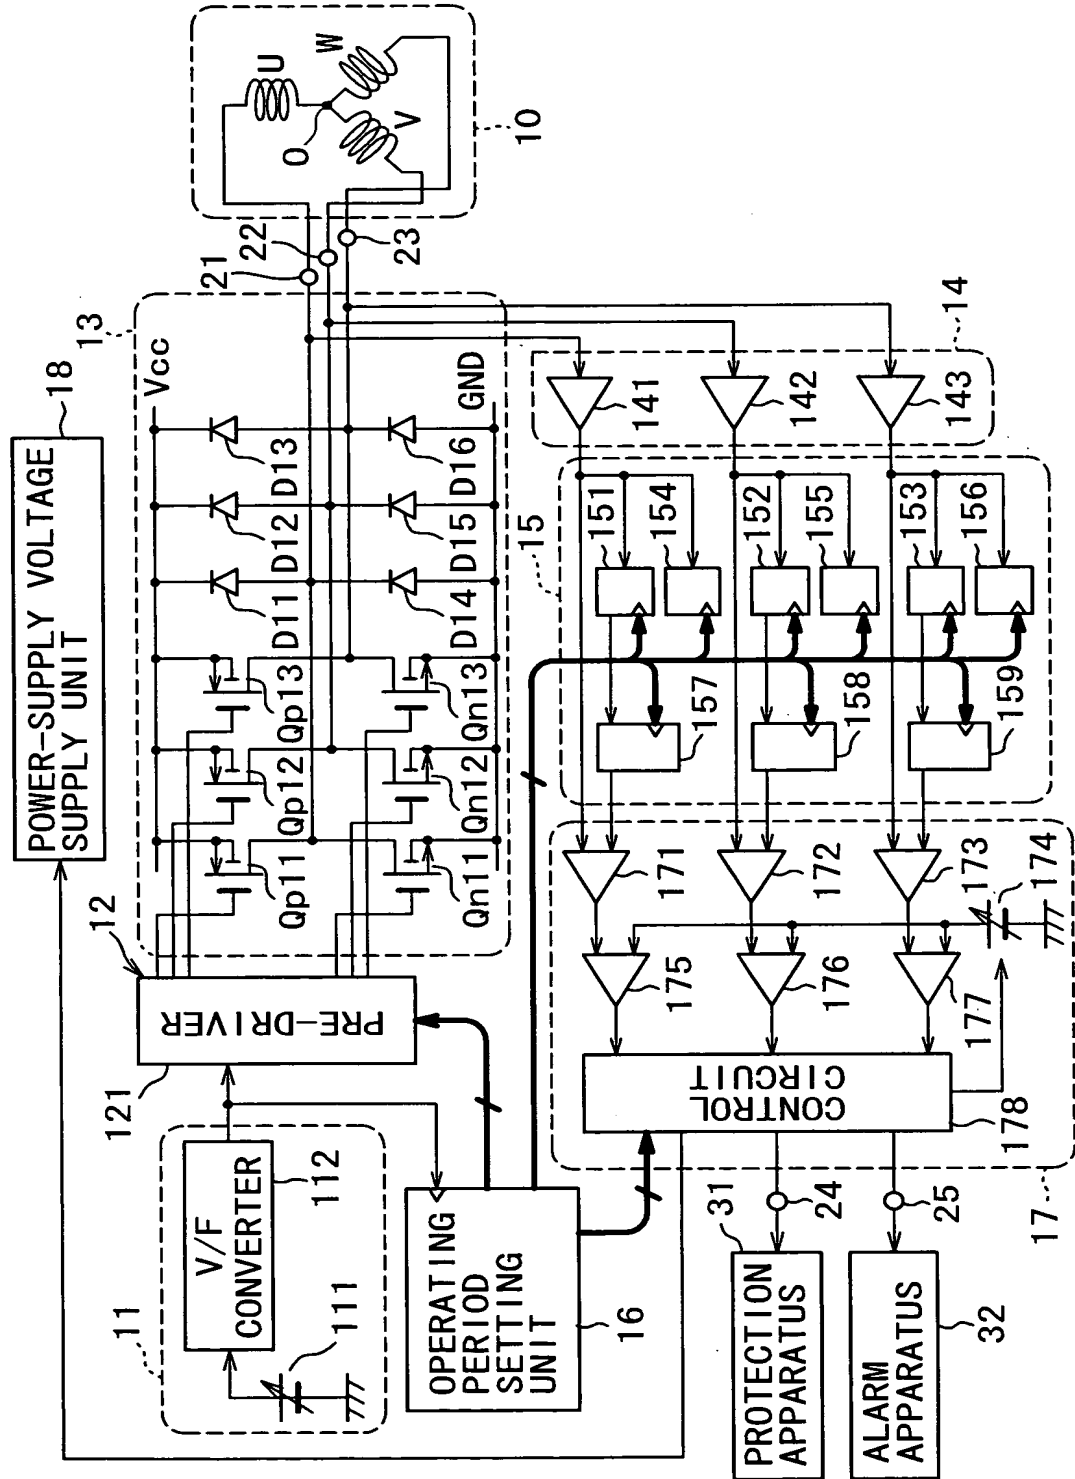 POWER-SUPPLY VOLTAGE
SUPPLY UNIT
18
13
Vcc
GND
D11
D12
D13
D14
D15
D16
Qp11
Qp12
Qp13
Qn11
Qn12
Qn13
21
22
23
U
W
V
O
10
12
PRE-DRIVER
121
11
V/F
CONVERTER
112
111
OPERATING
PERIOD
SETTING
UNIT
16
14
141
142
143
15
151
154
152
155
153
156
157
158
159
171
172
173
174
175
176
177
CONTROL
CIRCUIT
178
17
24
25
31
PROTECTION
APPARATUS
ALARM
APPARATUS
32